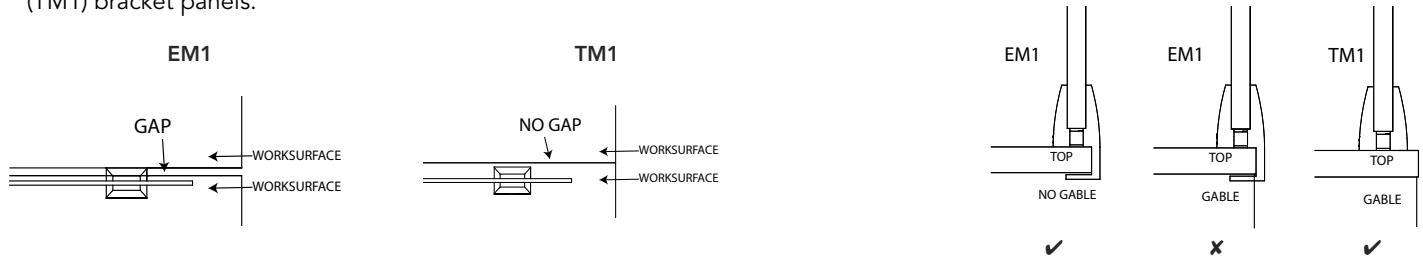 (TM1) bracket panels.
EM1
GAP
WORKSURFACE
WORKSURFACE
TM1
NO GAP
WORKSURFACE
WORKSURFACE
EM1
TOP
NO GABLE
✔
EM1
TOP
GABLE
✘
TM1
TOP
GABLE
✔